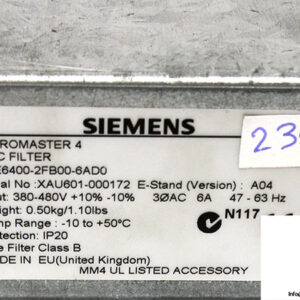 SIEMENS
ROMASTER 4
C FILTER
E6400-2FB00-6AD0
ial No :XAU601-000172 E-Stand (Version) : A04
ut: 380-480V +10% -10% 3ØAC 6A 47 - 63 Hz
ight: 0.50kg/1.10lbs
p Range : -10 to +50°C
N117
otection: IP20
e Filter Class B
DE IN EU(United Kingdom)
MM4 UL LISTED ACCESSORY
23